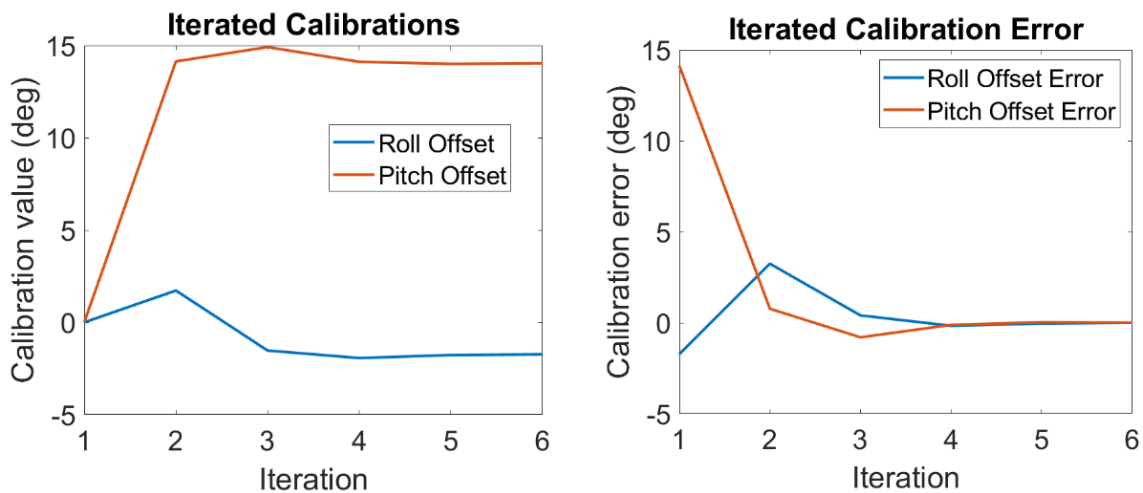 Iterated Calibrations
15
10
5
0
-5
Calibration value (deg)
Roll Offset
Pitch Offset
1 2 3 4 5 6
Iteration
Iterated Calibration Error
15
10
5
0
-5
Calibration error (deg)
Roll Offset Error
Pitch Offset Error
1 2 3 4 5 6
Iteration